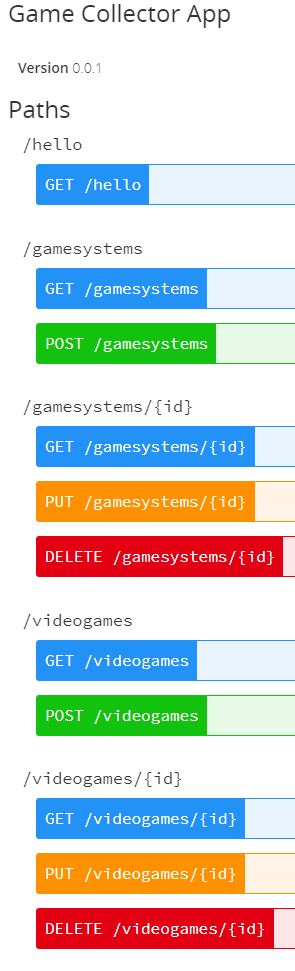 Game Collector App
Version 0.0.1
Paths
/hello
GET /hello
/gamesystems
GET /gamesystems
POST /gamesystems
/gamesystems/{id}
GET /gamesystems/{id}
PUT /gamesystems/{id}
DELETE /gamesystems/{id}
/videogames
GET /videogames
POST /videogames
/videogames/{id}
GET /videogames/{id}
PUT /videogames/{id}
DELETE /videogames/{id}